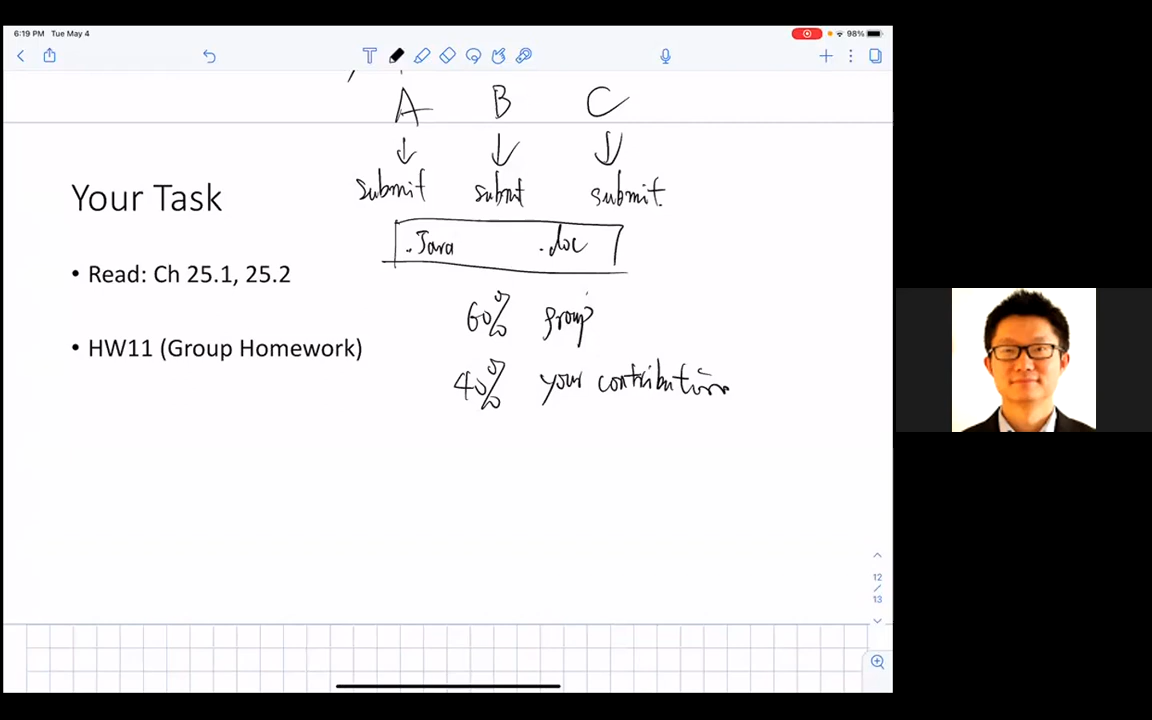 6:19 PM Tue May 4
98%
T
A B C
submit submt submit
Your Task
.Java .doc
• Read: Ch 25.1, 25.2
60% group
• HW11 (Group Homework)
40% your contribution
12
/
13